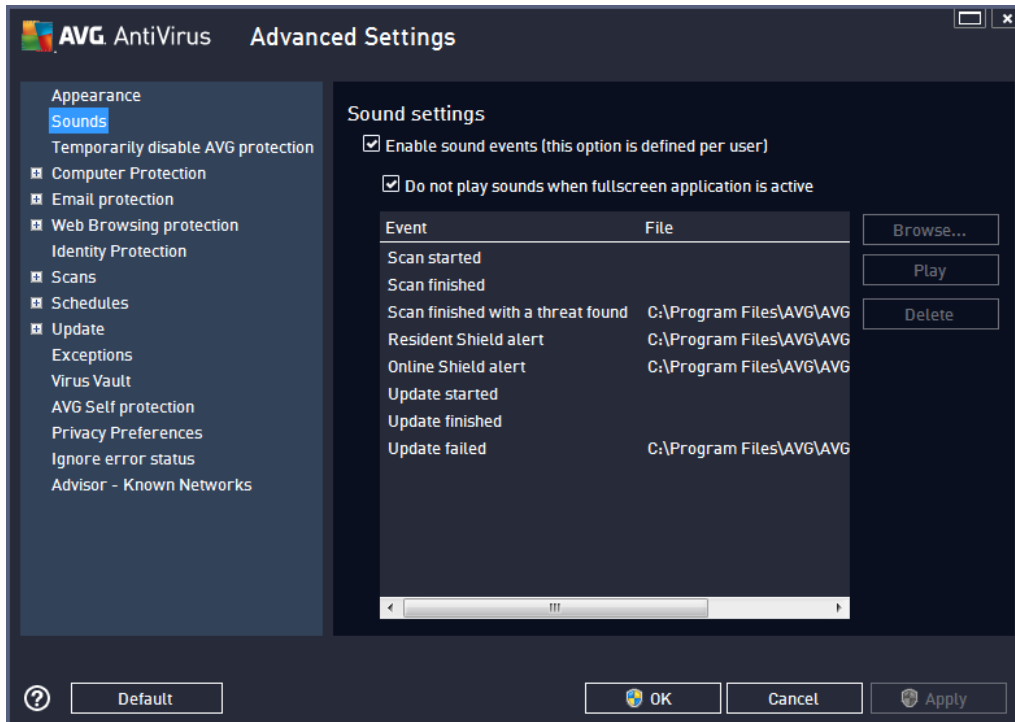 AVG. AntiVirus Advanced Settings
Appearance
Sounds
Temporarily disable AVG protection
Computer Protection
Email protection
Web Browsing protection
Identity Protection
Scans
Schedules
Update
Exceptions
Virus Vault
AVG Self protection
Privacy Preferences
Ignore error status
Advisor - Known Networks
Sound settings
Enable sound events (this option is defined per user)
Do not play sounds when fullscreen application is active
Event File
Scan started
Scan finished
Scan finished with a threat found C:\Program Files\AVG\AVG
Resident Shield alert C:\Program Files\AVG\AVG
Online Shield alert C:\Program Files\AVG\AVG
Update started
Update finished
Update failed C:\Program Files\AVG\AVG
Browse...
Play
Delete
? Default OK Cancel Apply